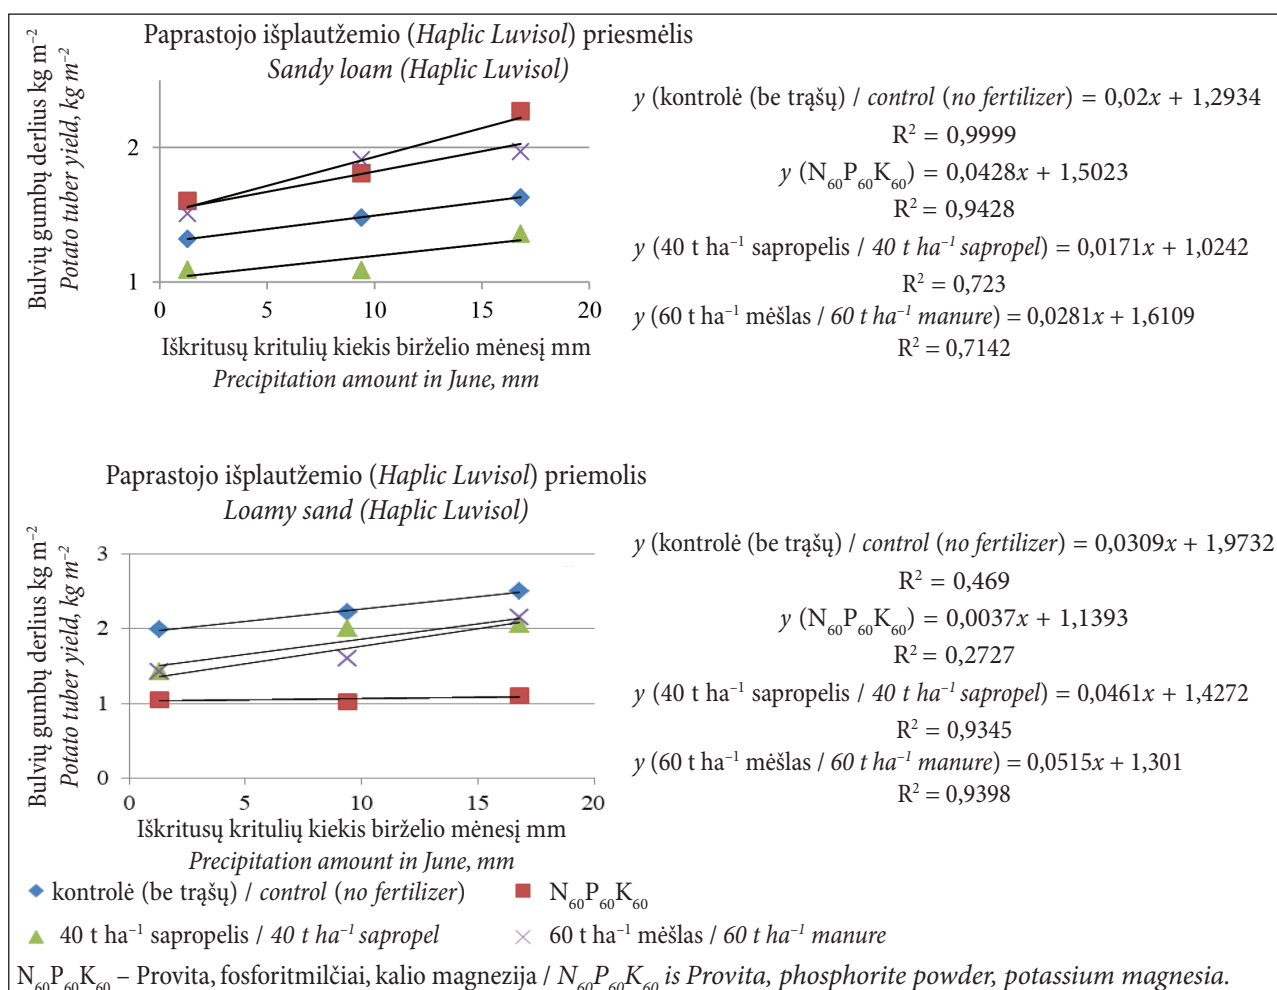 Paprastojo išplautžemio (Haplic Luvisol) priesmėlis
Sandy loam (Haplic Luvisol)
Bulvių gumbų derlius kg m⁻²
Potato tuber yield, kg m⁻²
2
1
0 5 10 15 20
Iškritusų kritulių kiekis birželio mėnesį mm
Precipitation amount in June, mm
y (kontrolė (be trąšų) / control (no fertilizer) = 0,02x + 1,2934
R² = 0,9999
y (N₆₀P₆₀K₆₀) = 0,0428x + 1,5023
R² = 0,9428
y (40 t ha⁻¹ sapropelis / 40 t ha⁻¹ sapropel) = 0,0171x + 1,0242
R² = 0,723
y (60 t ha⁻¹ mėšlas / 60 t ha⁻¹ manure) = 0,0281x + 1,6109
R² = 0,7142
Paprastojo išplautžemio (Haplic Luvisol) priemolis
Loamy sand (Haplic Luvisol)
Bulvių gumbų derlius kg m⁻²
Potato tuber yield, kg m⁻²
3
2
1
0
0 5 10 15 20
Iškritusų kritulių kiekis birželio mėnesį mm
Precipitation amount in June, mm
y (kontrolė (be trąšų) / control (no fertilizer) = 0,0309x + 1,9732
R² = 0,469
y (N₆₀P₆₀K₆₀) = 0,0037x + 1,1393
R² = 0,2727
y (40 t ha⁻¹ sapropelis / 40 t ha⁻¹ sapropel) = 0,0461x + 1,4272
R² = 0,9345
y (60 t ha⁻¹ mėšlas / 60 t ha⁻¹ manure) = 0,0515x + 1,301
R² = 0,9398
kontrolė (be trąšų) / control (no fertilizer)
N₆₀P₆₀K₆₀
40 t ha⁻¹ sapropelis / 40 t ha⁻¹ sapropel
60 t ha⁻¹ mėšlas / 60 t ha⁻¹ manure
N₆₀P₆₀K₆₀ – Provita, fosforitmilčiai, kalio magnezija / N₆₀P₆₀K₆₀ is Provita, phosphorite powder, potassium magnesia.